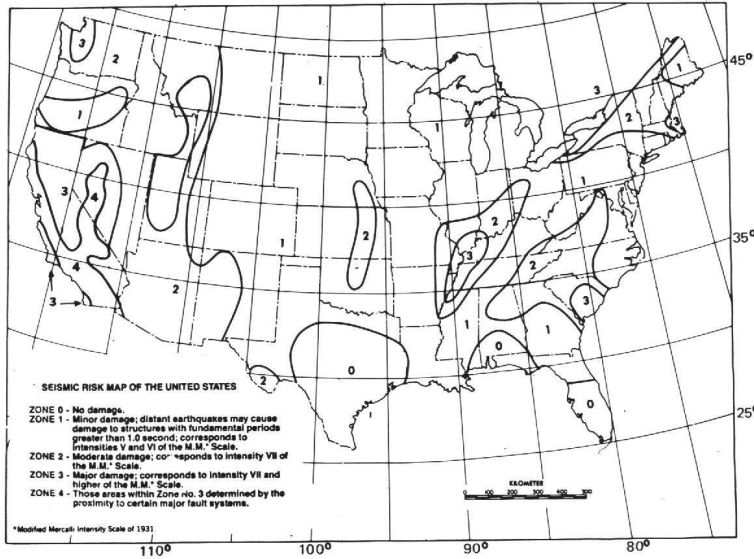 3
2
1
1
1
3
1
2
3
45°
3
4
4
3
2
1
2
2
3
2
1
1
3
1
0
0
0
2
35°
25°
SEISMIC RISK MAP OF THE UNITED STATES
ZONE 0 - No damage.
ZONE 1 - Minor damage; distant earthquakes may cause
damage to structures with fundamental periods
greater than 1.0 second; corresponds to
intensities V and VI of the M.M.* Scale.
ZONE 2 - Moderate damage; corresponds to intensity VII of
the M.M.* Scale.
ZONE 3 - Major damage; corresponds to intensity VII and
higher of the M.M.* Scale.
ZONE 4 - Those areas within Zone No. 3 determined by the
proximity to certain major fault systems.
*Modified Mercalli Intensity Scale of 1931
KILOMETER
0 100 200 300 400 500
110° 100° 90° 80°